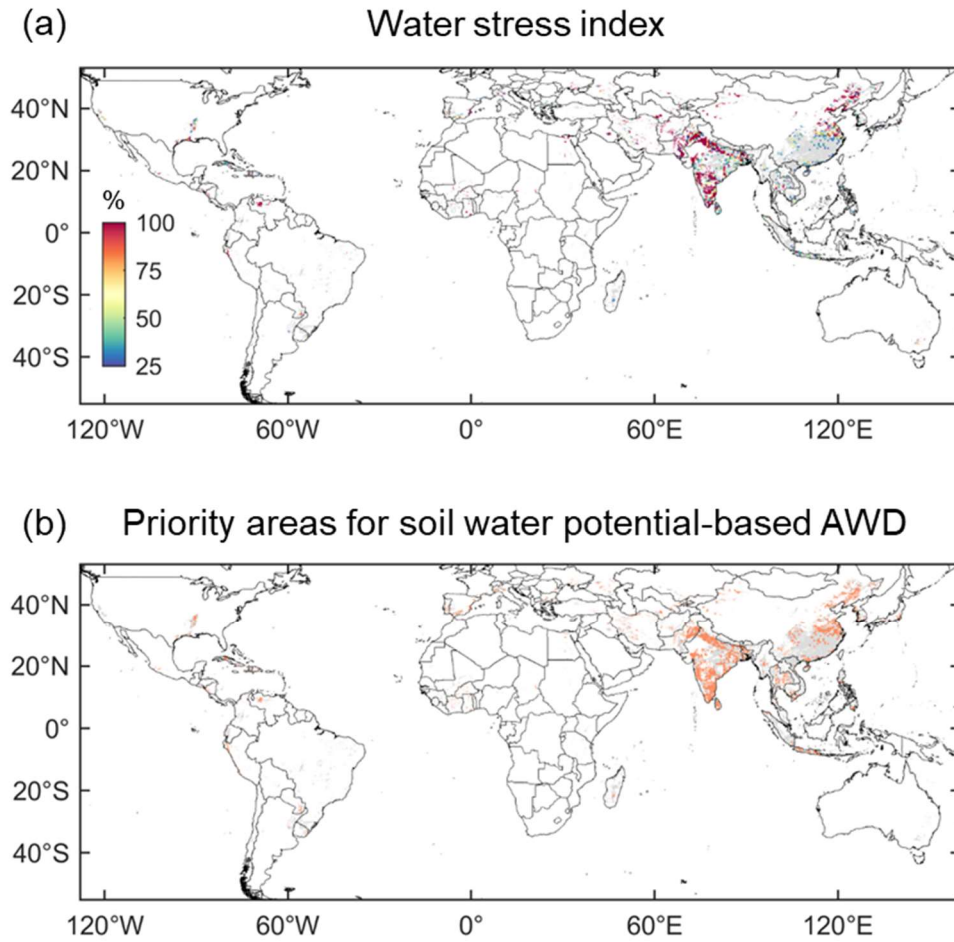 (a) Water stress index
40°N
20°N
0°
20°S
40°S
%
100
75
50
25
120°W 60°W 0° 60°E 120°E
(b) Priority areas for soil water potential-based AWD
40°N
20°N
0°
20°S
40°S
120°W 60°W 0° 60°E 120°E